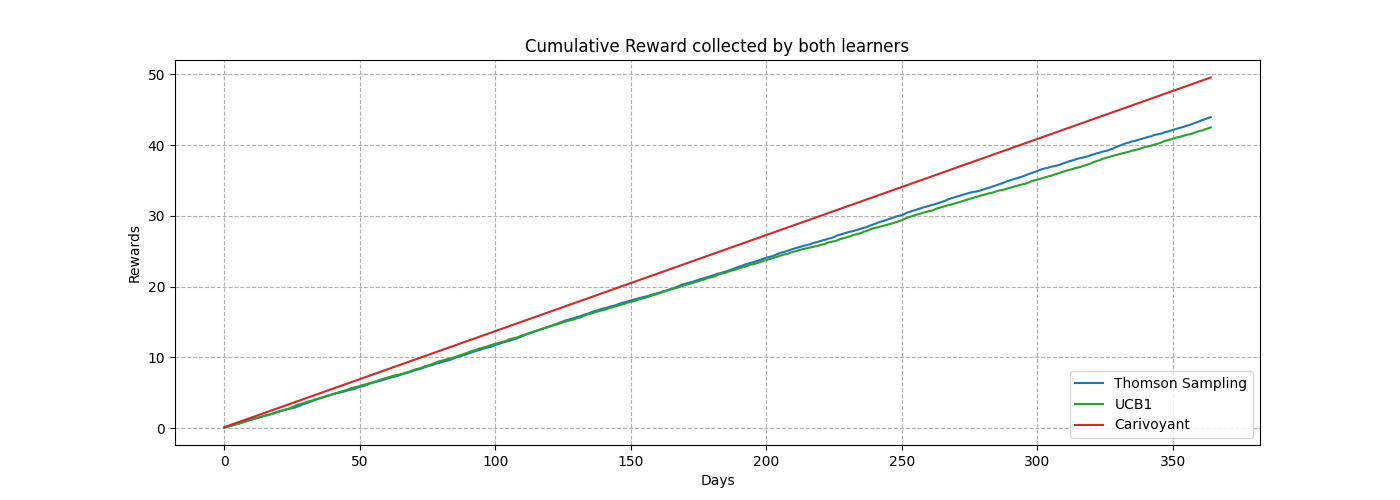 Cumulative Reward collected by both learners
Rewards
50
40
30
20
10
0
0 50 100 150 200 250 300 350
Days
Thomson Sampling
UCB1
Carivoyant